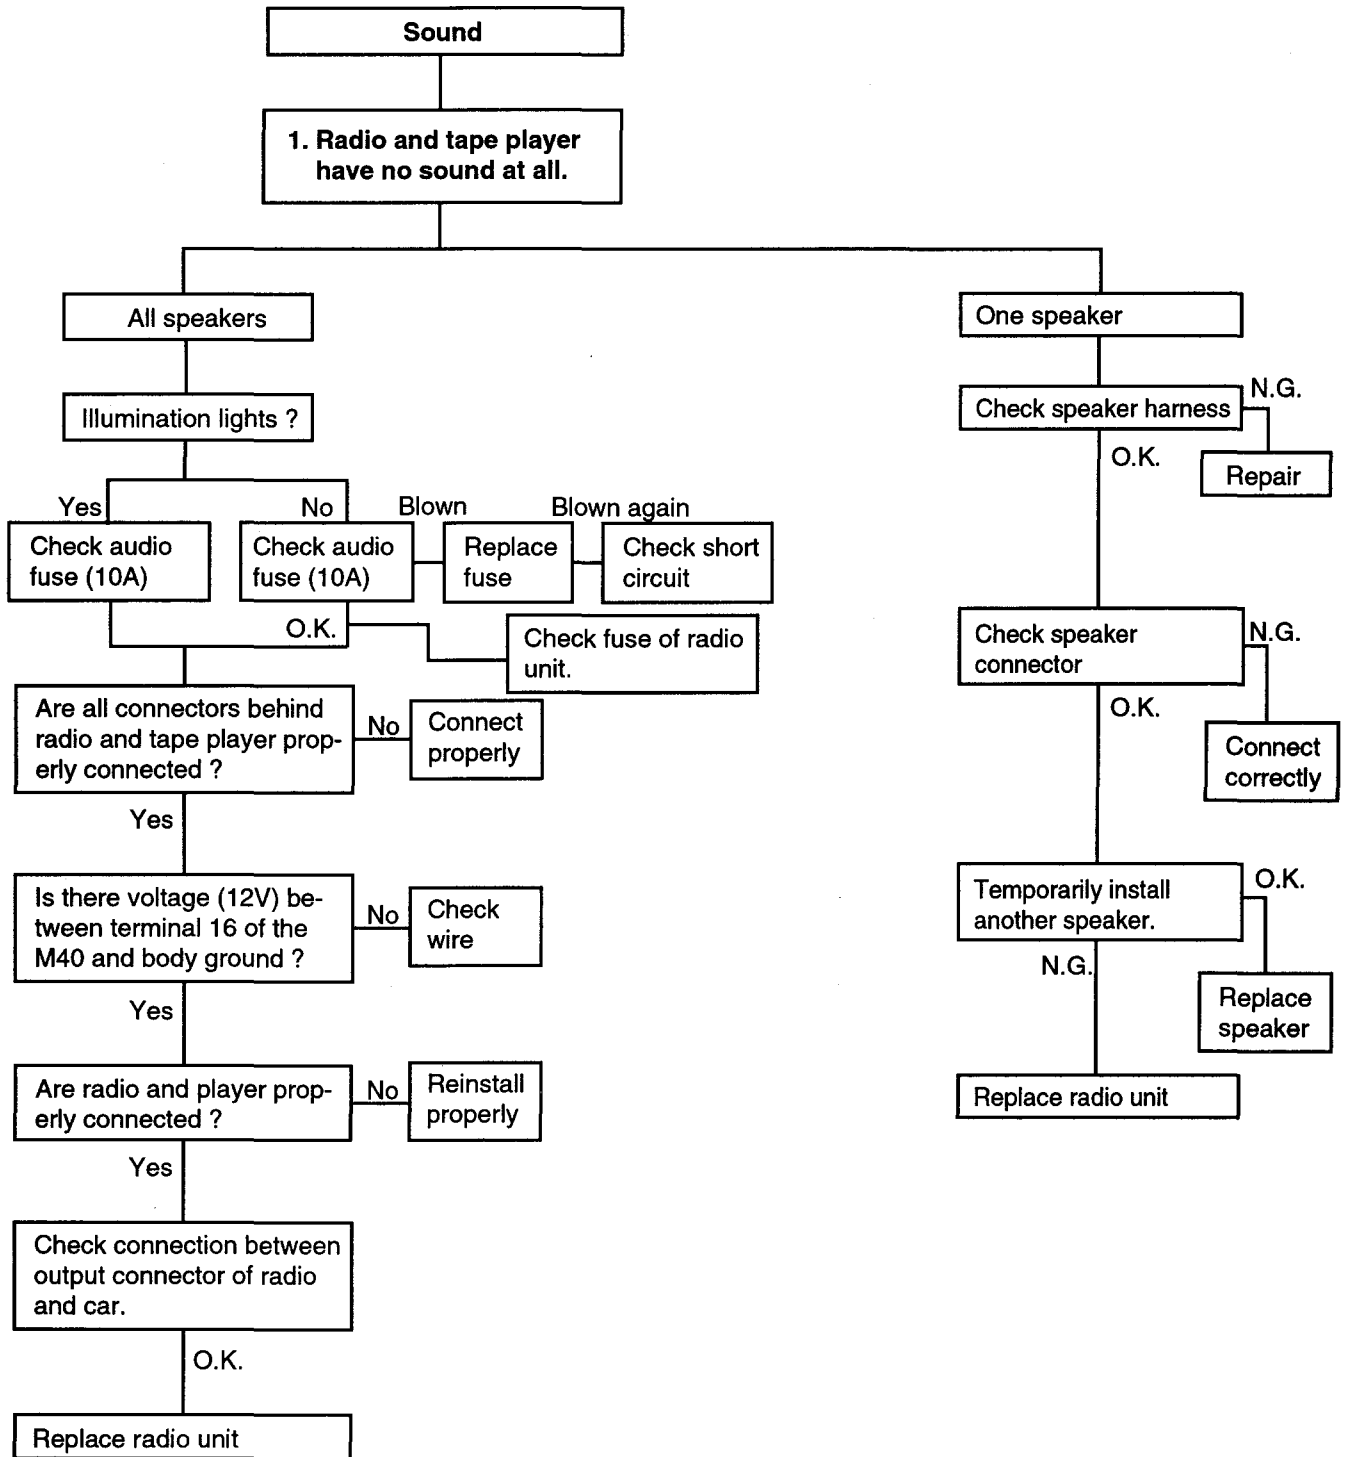 Sound
1. Radio and tape player
have no sound at all.
All speakers
Illumination lights ?
Yes
No
Blown
Blown again
Check audio
fuse (10A)
Check audio
fuse (10A)
Replace
fuse
Check short
circuit
O.K.
Check fuse of radio
unit.
Are all connectors behind
radio and tape player prop-
erly connected ?
No
Connect
properly
Yes
Is there voltage (12V) be-
tween terminal 16 of the
M40 and body ground ?
No
Check
wire
Yes
Are radio and player prop-
erly connected ?
No
Reinstall
properly
Yes
Check connection between
output connector of radio
and car.
O.K.
Replace radio unit
One speaker
Check speaker harness
N.G.
Repair
O.K.
Check speaker
connector
N.G.
Connect
correctly
O.K.
Temporarily install
another speaker.
O.K.
Replace
speaker
N.G.
Replace radio unit